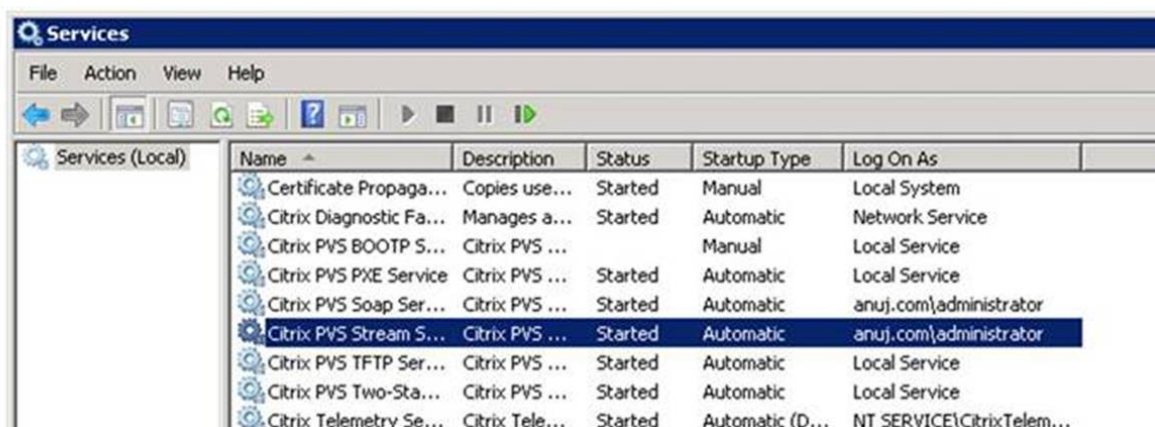 Services
File Action View Help
Services (Local)
Name Description Status Startup Type Log On As
Certificate Propaga... Copies use... Started Manual Local System
Citrix Diagnostic Fa... Manages a... Started Automatic Network Service
Citrix PVS BOOTP S... Citrix PVS ... Manual Local Service
Citrix PVS PXE Service Citrix PVS ... Started Automatic Local Service
Citrix PVS Soap Ser... Citrix PVS ... Started Automatic anuj.com\administrator
Citrix PVS Stream S... Citrix PVS ... Started Automatic anuj.com\administrator
Citrix PVS TFTP Ser... Citrix PVS ... Started Automatic Local Service
Citrix PVS Two-Sta... Citrix PVS ... Started Automatic Local Service
Citrix Telemetry Se... Citrix Tele... Started Automatic (D... NT SERVICE\CitrixTelem...